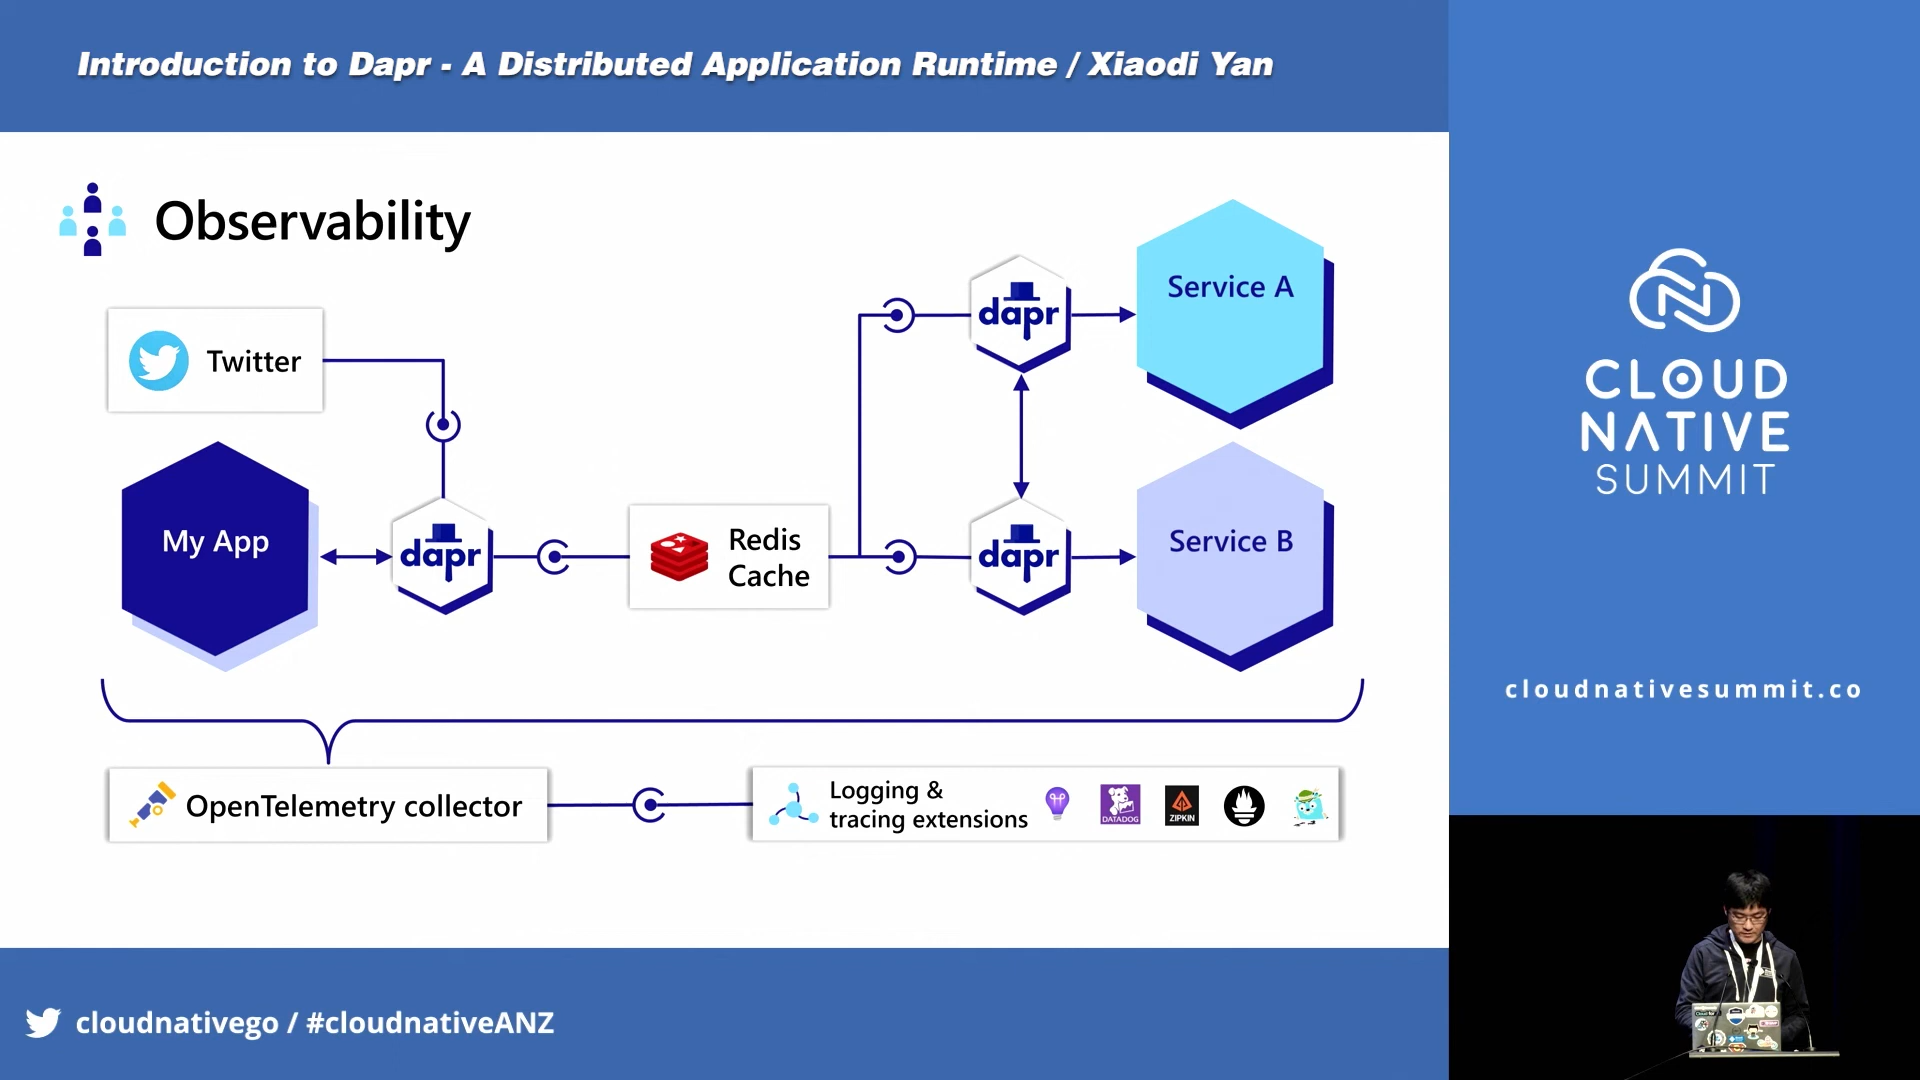 Introduction to Dapr - A Distributed Application Runtime / Xiaodi Yan
Observability
Twitter
My App
dapr
Redis
Cache
dapr
Service A
dapr
Service B
OpenTelemetry collector
Logging &
tracing extensions
DATADOG
ZIPKIN
CLOUD
NATIVE
SUMMIT
cloudnativesummit.co
cloudnativego / #cloudnativeANZ